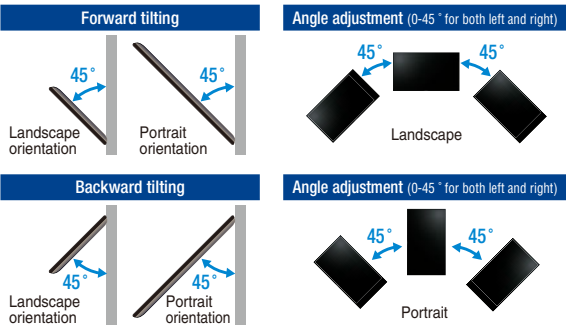 Forward tilting
45°
45°
Landscape
orientation
Portrait
orientation
Angle adjustment (0-45 ° for both left and right)
45°
45°
Landscape
Backward tilting
45°
45°
Landscape
orientation
Portrait
orientation
Angle adjustment (0-45 ° for both left and right)
45°
45°
Portrait